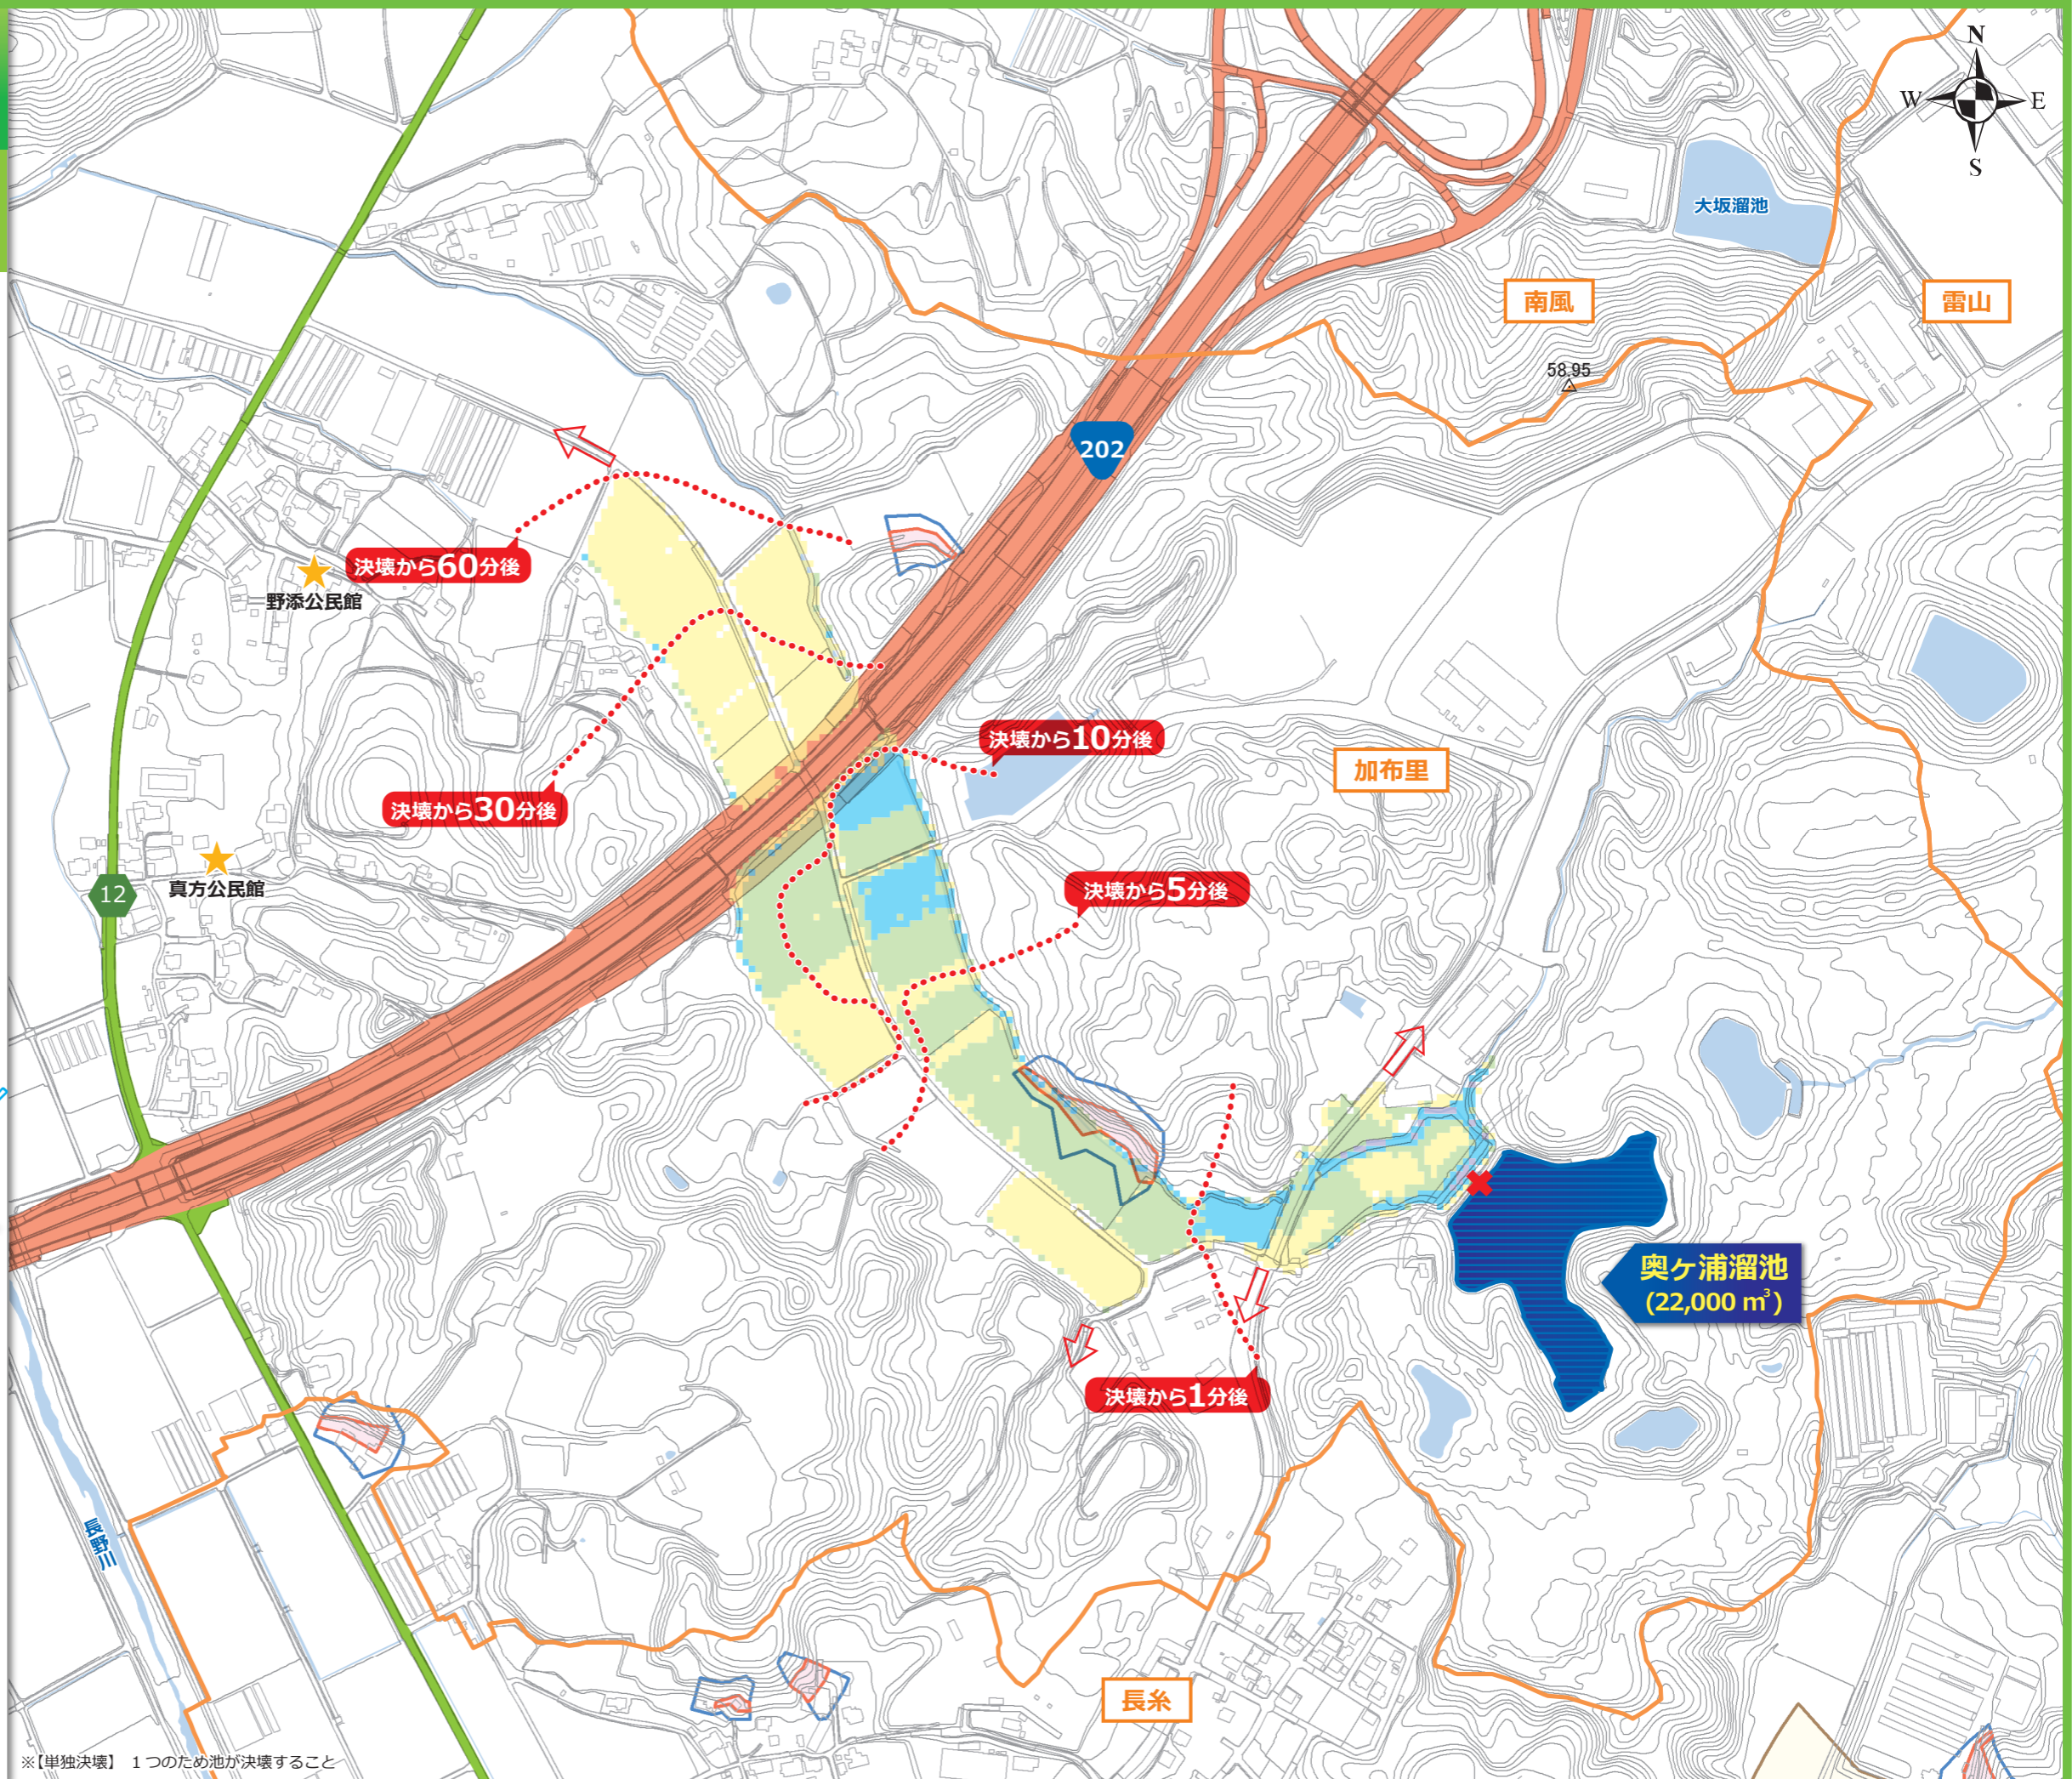 N
W
E
S
大坂溜池
南風
雷山
58.95
202
決壊から60分後
野添公民館
決壊から10分後
加布里
決壊から30分後
真方公民館
12
決壊から5分後
奥ヶ浦溜池
(22,000 m³)
決壊から1分後
長野川
長糸
※【単独決壊】 1つのため池が決壊すること